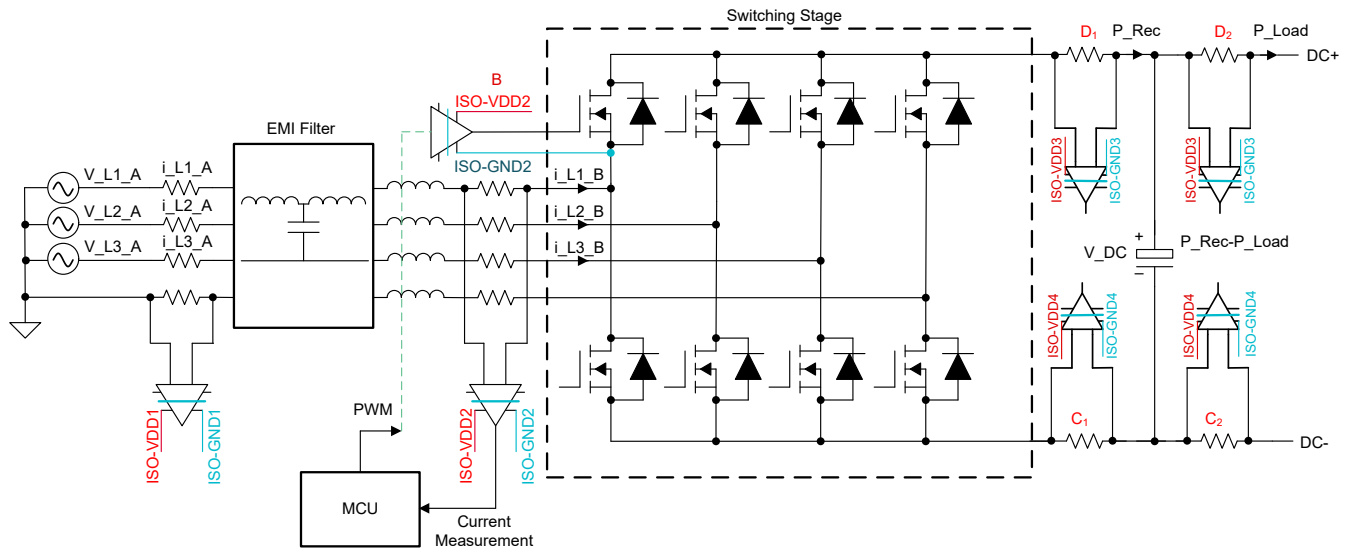 Switching Stage
D1
P_Rec
D2
P_Load
DC+
B
ISO-VDD2
ISO-GND2
EMI Filter
V_L1_A
i_L1_A
i_L1_B
V_L2_A
i_L2_A
i_L2_B
V_L3_A
i_L3_A
i_L3_B
ISO-VDD3
ISO-GND3
ISO-VDD3
ISO-GND3
+
V_DC
−
P_Rec-P_Load
ISO-VDD4
ISO-GND4
ISO-VDD4
ISO-GND4
ISO-VDD1
ISO-GND1
PWM
ISO-VDD2
ISO-GND2
C1
C2
DC-
MCU
Current
Measurement